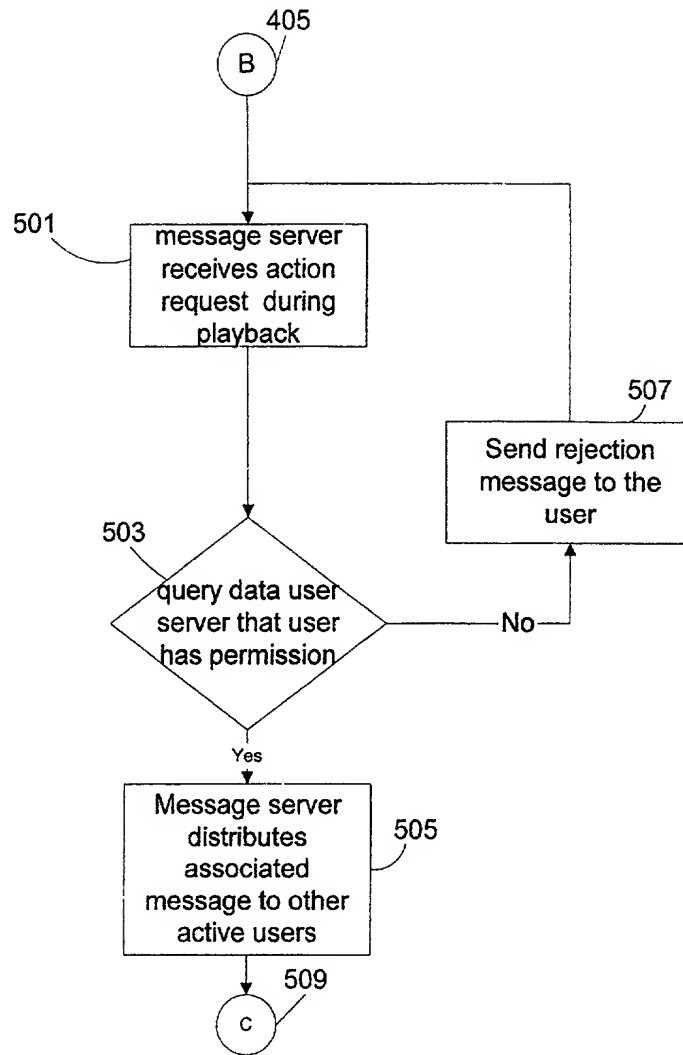 405
B
501
message server
receives action
request during
playback
507
Send rejection
message to the
user
503
query data user
server that user
has permission
No
Yes
Message server
distributes
associated
message to other
active users
505
509
C